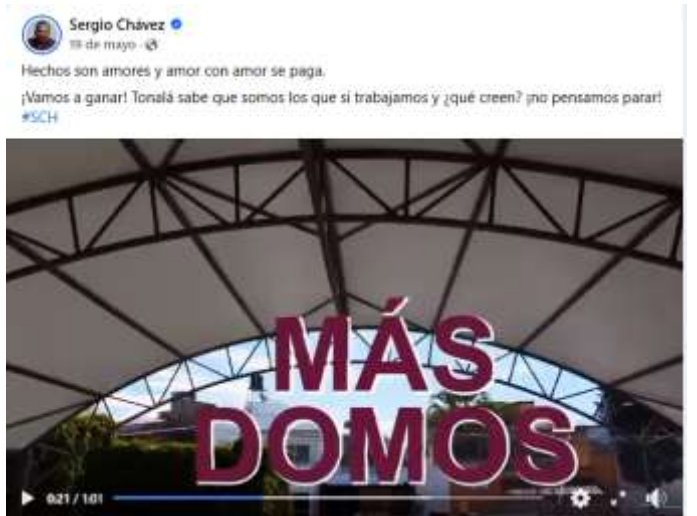 Sergio Chávez
19 de mayo
Hechos son amores y amor con amor se paga.
¡Vamos a ganar! Tonalá sabe que somos los que si trabajamos y ¿qué creen? ¡no pensamos parar!
#SCH
MÁS
DOMOS
0:21 / 1:01